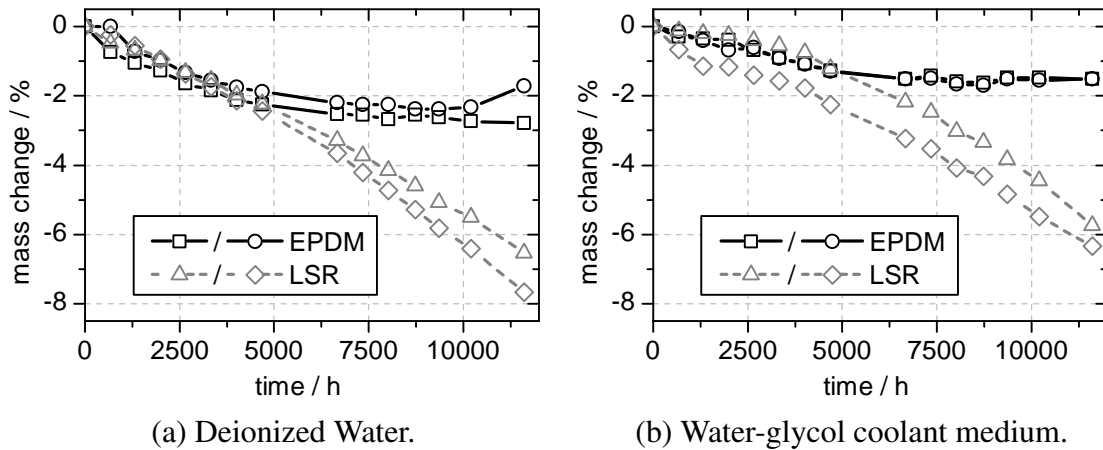 0
-2
-4
-6
-8
mass change / %
/ EPDM
/ LSR
0 2500 5000 7500 10000
time / h
(a) Deionized Water.
0
-2
-4
-6
-8
mass change / %
/ EPDM
/ LSR
0 2500 5000 7500 10000
time / h
(b) Water-glycol coolant medium.